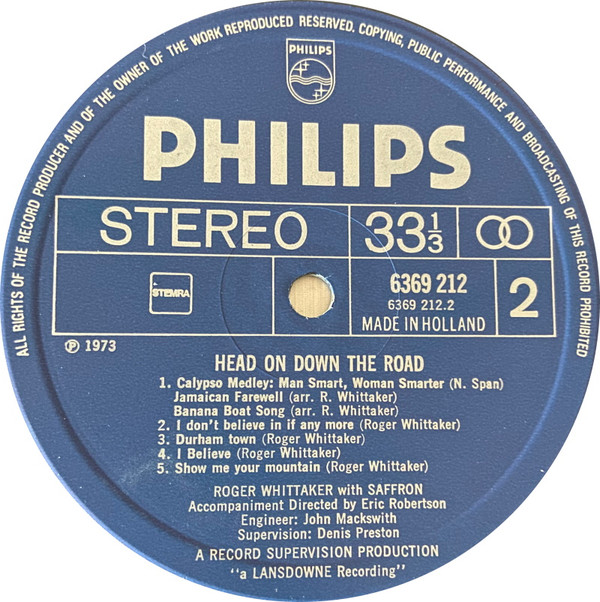 ALL RIGHTS OF THE RECORD PRODUCER AND OF THE OWNER OF THE WORK REPRODUCED RESERVED. COPYING, PUBLIC PERFORMANCE AND BROADCASTING OF THIS RECORD PROHIBITED
PHILIPS
PHILIPS
STEREO 33⅓
STEMRA
6369 212
6369 212.2
MADE IN HOLLAND
2
℗ 1973
HEAD ON DOWN THE ROAD
1. Calypso Medley: Man Smart, Woman Smarter (N. Span)
Jamaican Farewell (arr. R. Whittaker)
Banana Boat Song (arr. R. Whittaker)
2. I don't believe in if any more (Roger Whittaker)
3. Durham town (Roger Whittaker)
4. I Believe (Roger Whittaker)
5. Show me your mountain (Roger Whittaker)
ROGER WHITTAKER with SAFFRON
Accompaniment Directed by Eric Robertson
Engineer: John Mackswith
Supervision: Denis Preston
A RECORD SUPERVISION PRODUCTION
"a LANSDOWNE Recording"